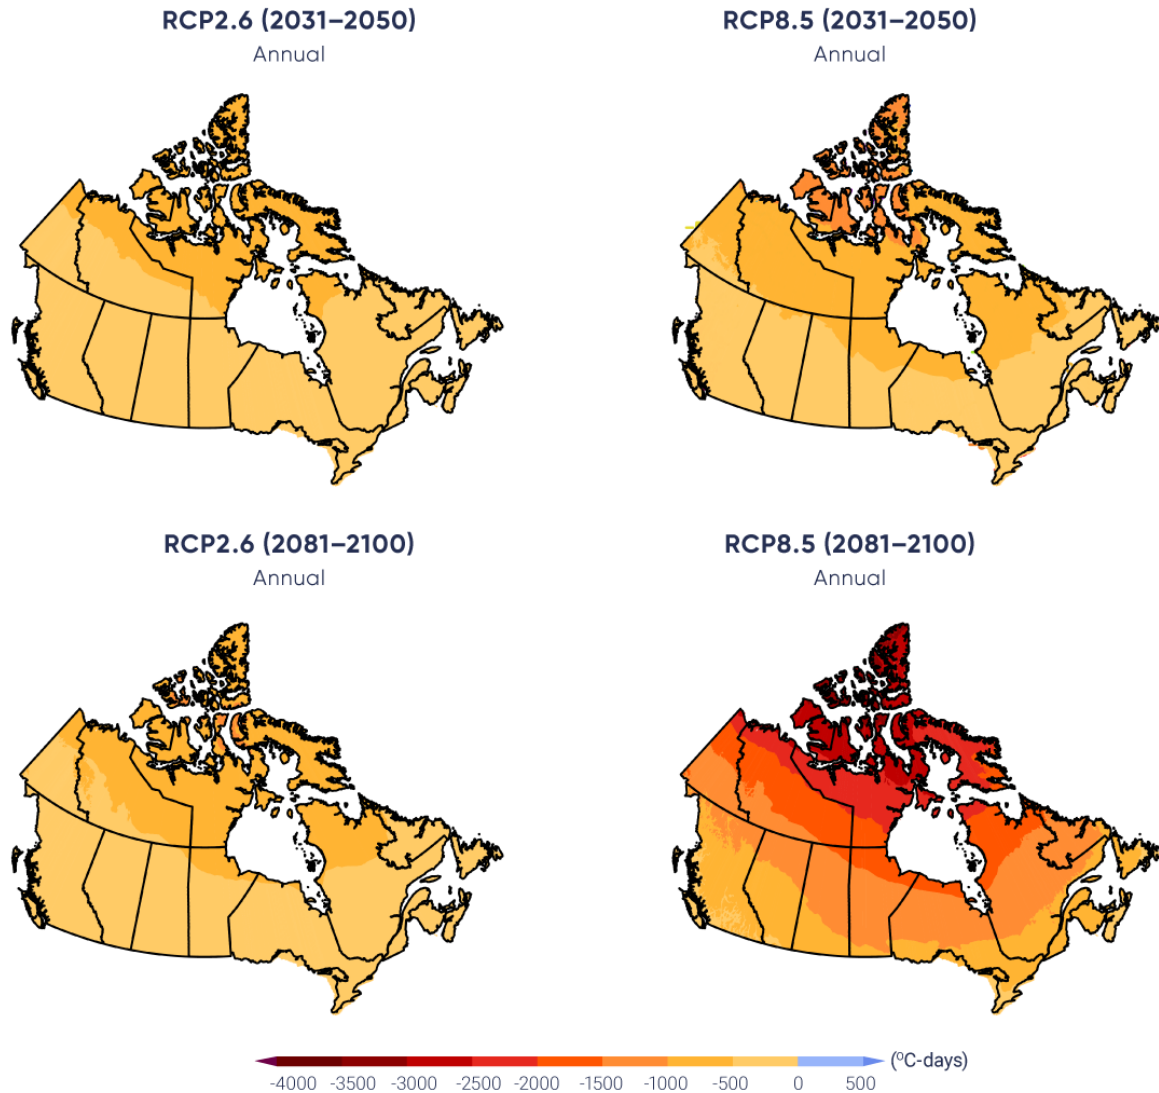 RCP2.6 (2031–2050)
Annual
RCP8.5 (2031–2050)
Annual
RCP2.6 (2081–2100)
Annual
RCP8.5 (2081–2100)
Annual
-4000 -3500 -3000 -2500 -2000 -1500 -1000 -500 0 500 (ºC-days)